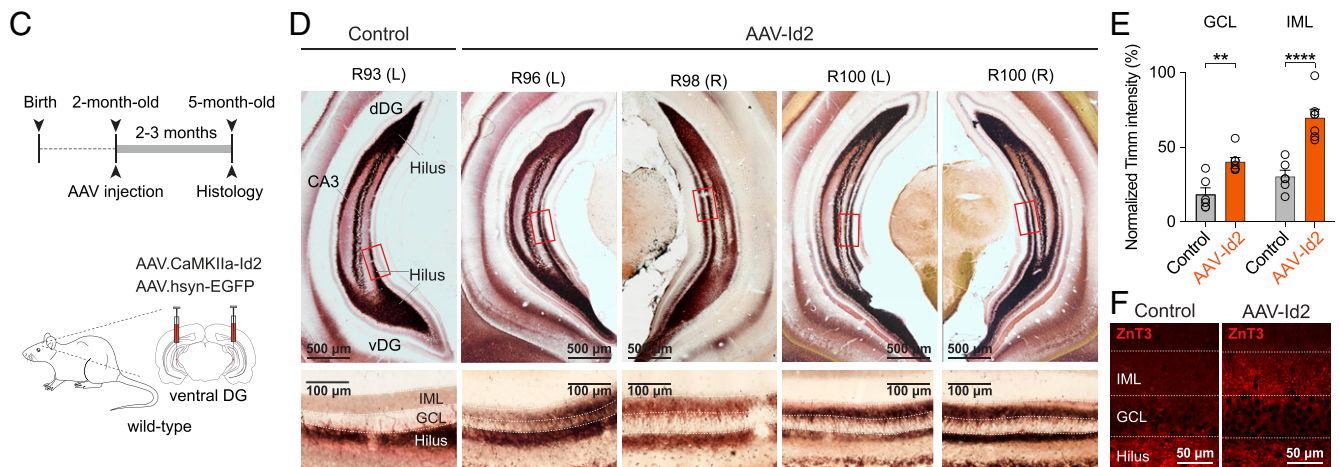 C
Birth 2-month-old 5-month-old
2-3 months
AAV injection Histology
AAV.CaMKIIa-Id2
AAV.hsyn-EGFP
ventral DG
wild-type
D
Control AAV-Id2
R93 (L) R96 (L) R98 (R) R100 (L) R100 (R)
dDG
Hilus
CA3
Hilus
vDG
500 µm 500 µm 500 µm 500 µm 500 µm
100 µm 100 µm 100 µm 100 µm 100 µm
IML
GCL
Hilus
E
GCL IML
Normalized Timm intensity (%)
** ****
100
50
0
Control AAV-Id2 Control AAV-Id2
F
Control AAV-Id2
ZnT3 ZnT3
IML
GCL
Hilus 50 µm 50 µm